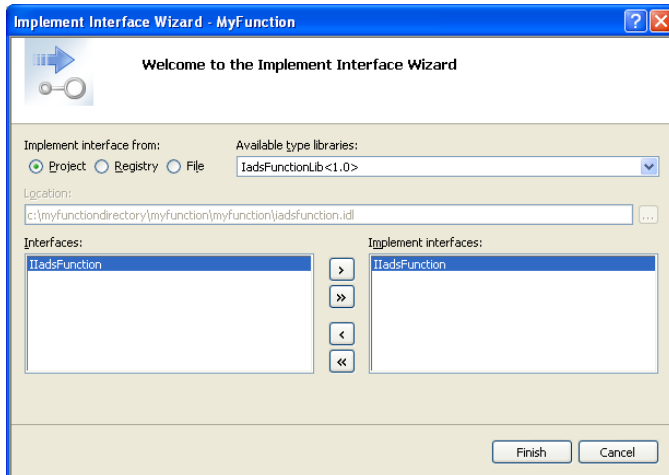 Implement Interface Wizard - MyFunction
Welcome to the Implement Interface Wizard
Implement interface from:
Project Registry File
Available type libraries:
IadsFunctionLib<1.0>
Location:
c:\myfunctiondirectory\myfunction\myfunction\iadsfunction.idl
...
Interfaces:
IIadsFunction
>
>>
<
<<
Implement interfaces:
IIadsFunction
Finish Cancel